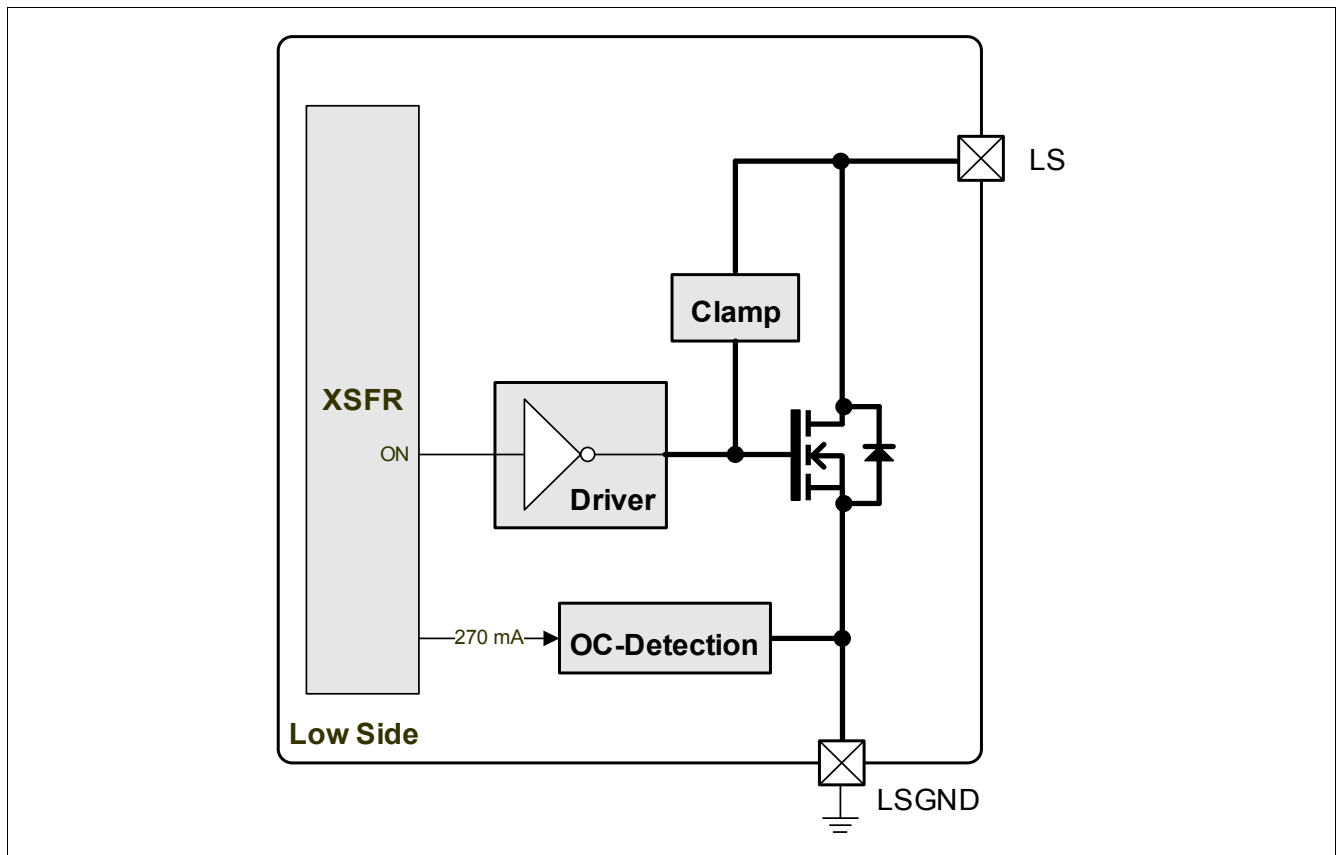 LS
Clamp
XSFR
ON
Driver
270 mA
OC-Detection
Low Side
LSGND